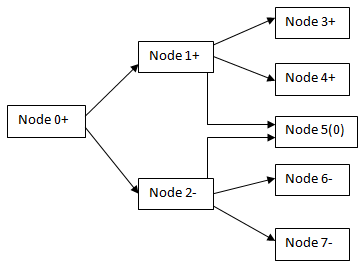 Node 3+
Node 1+
Node 4+
Node 0+
Node 5(0)
Node 2-
Node 6-
Node 7-